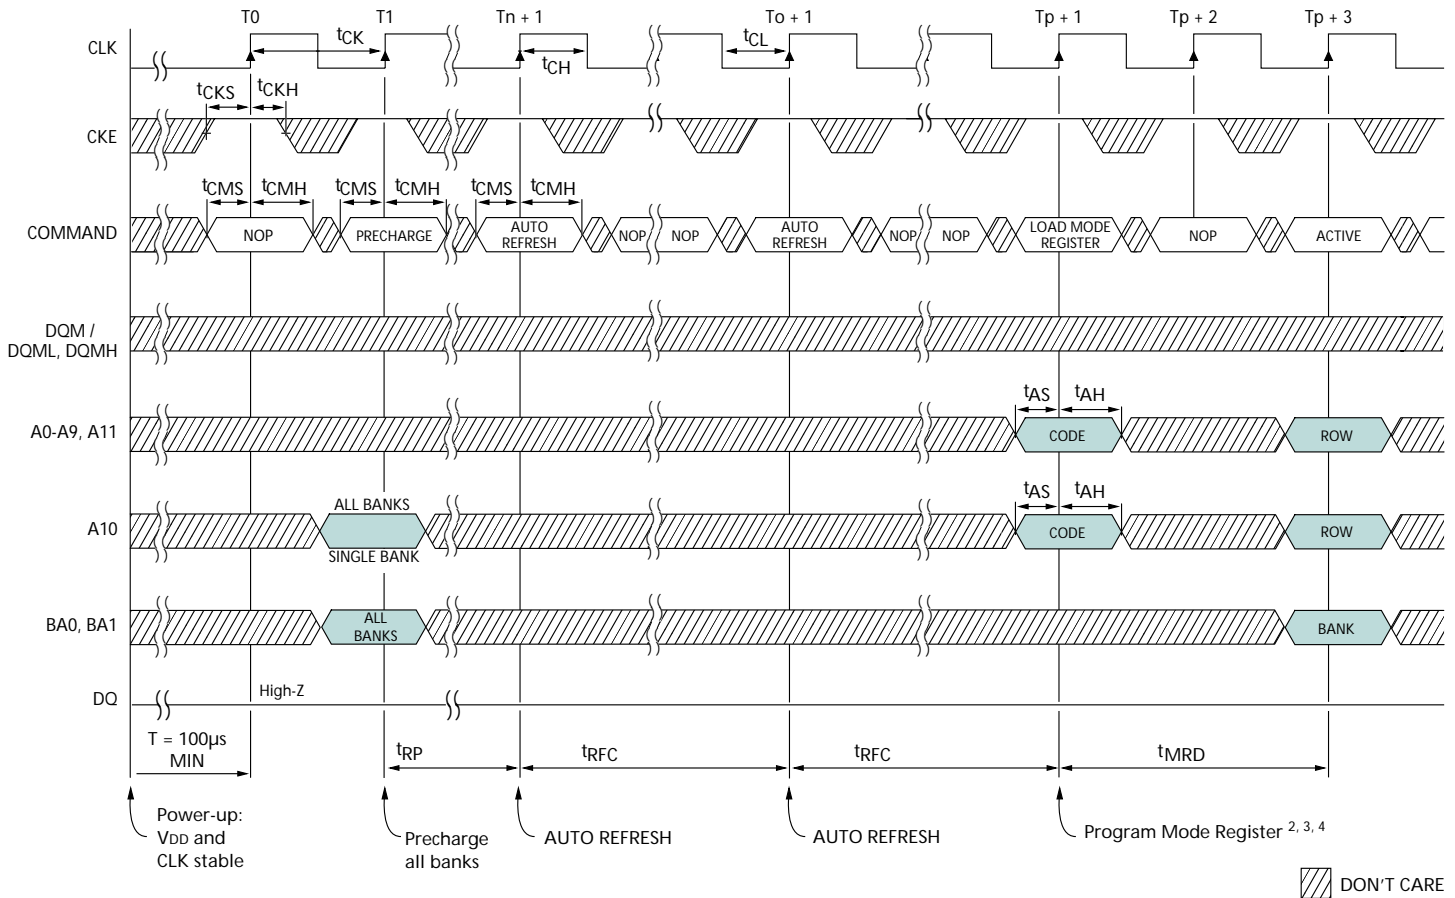 T0 T1 Tn + 1 To + 1 Tp + 1 Tp + 2 Tp + 3
CLK
tCK
tCH
tCL
tCKS tCKH
CKE
tCMS tCMH tCMS tCMH tCMS tCMH
COMMAND
NOP
PRECHARGE
AUTO
REFRESH
NOP
NOP
AUTO
REFRESH
NOP
NOP
LOAD MODE
REGISTER
NOP
ACTIVE
DQM /
DQML, DQMH
tAS tAH
A0-A9, A11
CODE
ROW
ALL BANKS
tAS tAH
A10
CODE
ROW
SINGLE BANK
BA0, BA1
ALL
BANKS
BANK
DQ
High-Z
T = 100µs
MIN
tRP
tRFC
tRFC
tMRD
Power-up:
VDD and
CLK stable
Precharge
all banks
AUTO REFRESH
AUTO REFRESH
Program Mode Register 2, 3, 4
DON'T CARE